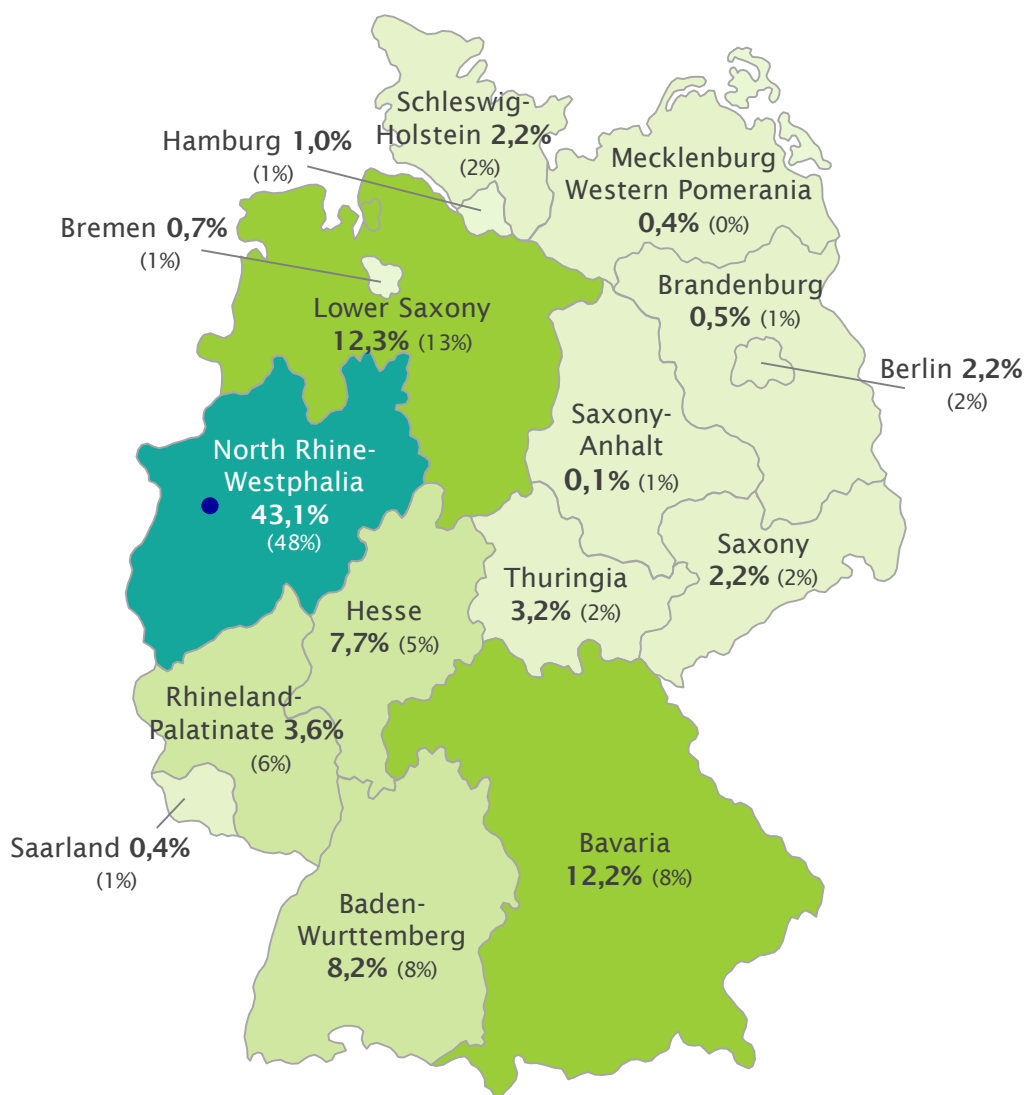 Schleswig-
Holstein 2,2%
(2%)
Hamburg 1,0%
(1%)
Mecklenburg
Western Pomerania
0,4% (0%)
Bremen 0,7%
(1%)
Brandenburg
0,5% (1%)
Lower Saxony
12,3% (13%)
Berlin 2,2%
(2%)
Saxony-
Anhalt
0,1% (1%)
North Rhine-
Westphalia
43,1%
(48%)
Saxony
2,2% (2%)
Thuringia
3,2% (2%)
Hesse
7,7% (5%)
Rhineland-
Palatinate 3,6%
(6%)
Saarland 0,4%
(1%)
Bavaria
12,2% (8%)
Baden-
Wurttemberg
8,2% (8%)